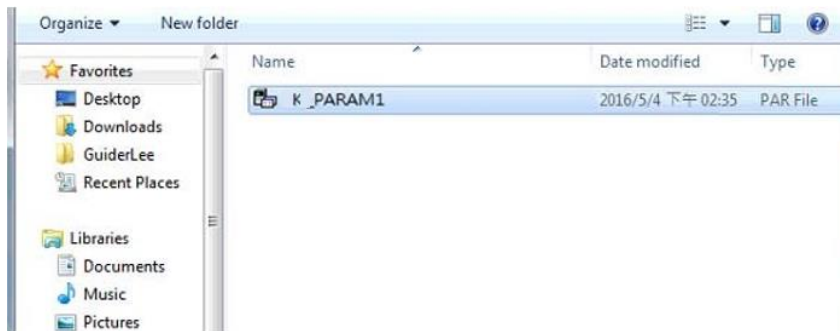 Organize New folder
Name Date modified Type
K _PARAM1 2016/5/4 下午 02:35 PAR File
Favorites
Desktop
Downloads
GuiderLee
Recent Places
Libraries
Documents
Music
Pictures